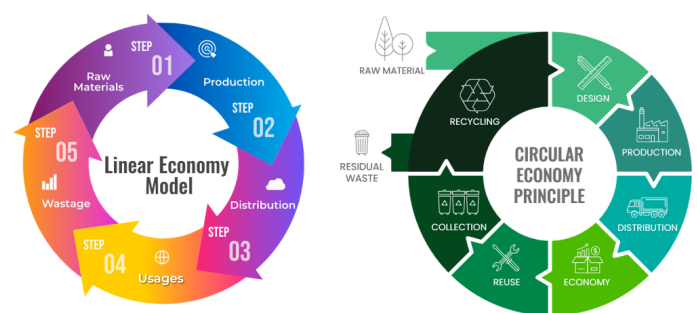 STEP
01
Raw
Materials
Production
STEP
02
Distribution
STEP
03
STEP
04
Usages
STEP
05
Wastage
Linear Economy
Model
RAW MATERIAL
RESIDUAL
WASTE
RECYCLING
DESIGN
PRODUCTION
DISTRIBUTION
ECONOMY
REUSE
COLLECTION
CIRCULAR
ECONOMY
PRINCIPLE